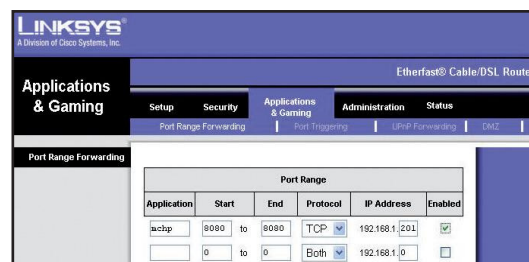 LINKSYS®
A Division of Cisco Systems, Inc.
Etherfast® Cable/DSL Route
Applications & Gaming
Setup Security Applications & Gaming Administration Status
Port Range Forwarding Port Triggering UPnP Forwarding DMZ
Port Range Forwarding
Port Range
Application Start End Protocol IP Address Enabled
mchp 8080 to 8080 TCP 192.168.1.201
0 to 0 Both 192.168.1.0